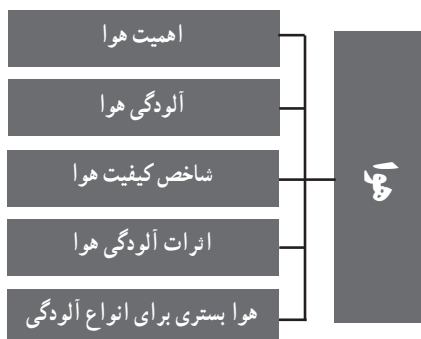 هوا
اهمیت هوا
آلودگی هوا
شاخص کیفیت هوا
اثرات آلودگی هوا
هوا بستری برای انواع آلودگی